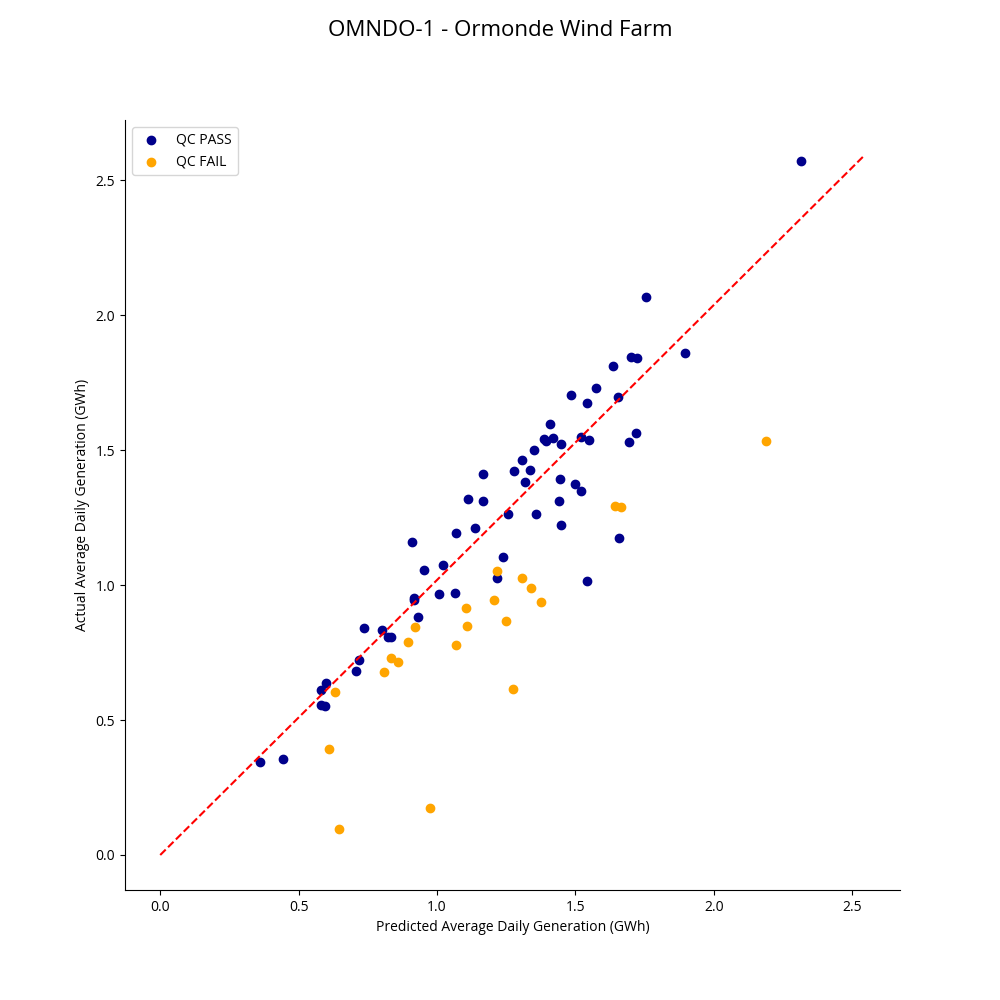 OMNDO-1 - Ormonde Wind Farm
QC PASS
QC FAIL
2.5
2.0
1.5
1.0
0.5
0.0
Actual Average Daily Generation (GWh)
0.0 0.5 1.0 1.5 2.0 2.5
Predicted Average Daily Generation (GWh)